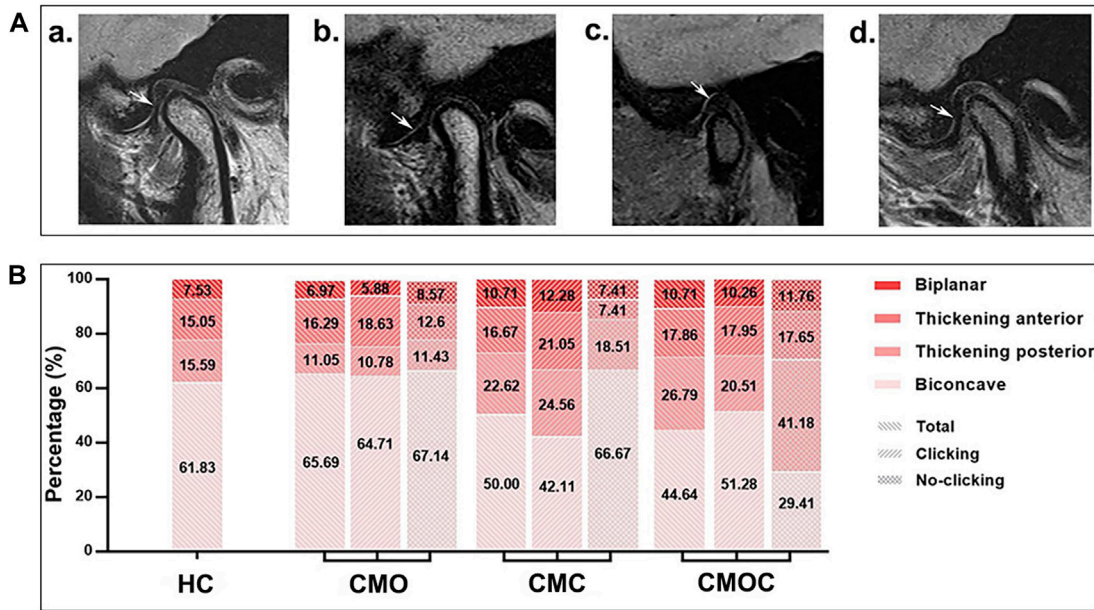 A
a.
b.
c.
d.
B
Percentage (%)
100
80
60
40
20
0
7.53
15.05
15.59
61.83
6.97
16.29
11.05
65.69
5.88
18.63
10.78
64.71
8.57
12.6
11.43
67.14
10.71
16.67
22.62
50.00
12.28
21.05
24.56
42.11
7.41
7.41
18.51
66.67
10.71
17.86
26.79
44.64
10.26
17.95
20.51
51.28
11.76
17.65
41.18
29.41
HC
CMO
CMC
CMOC
Biplanar
Thickening anterior
Thickening posterior
Biconcave
Total
Clicking
No-clicking